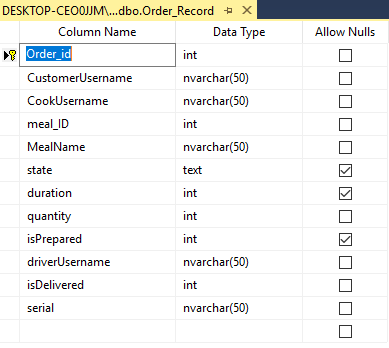 DESKTOP-CEO0JJM\...dbo.Order_Record
Column Name Data Type Allow Nulls
Order_id int
CustomerUsername nvarchar(50)
CookUsername nvarchar(50)
meal_ID int
MealName nvarchar(50)
state text
duration int
quantity int
isPrepared int
driverUsername nvarchar(50)
isDelivered int
serial nvarchar(50)